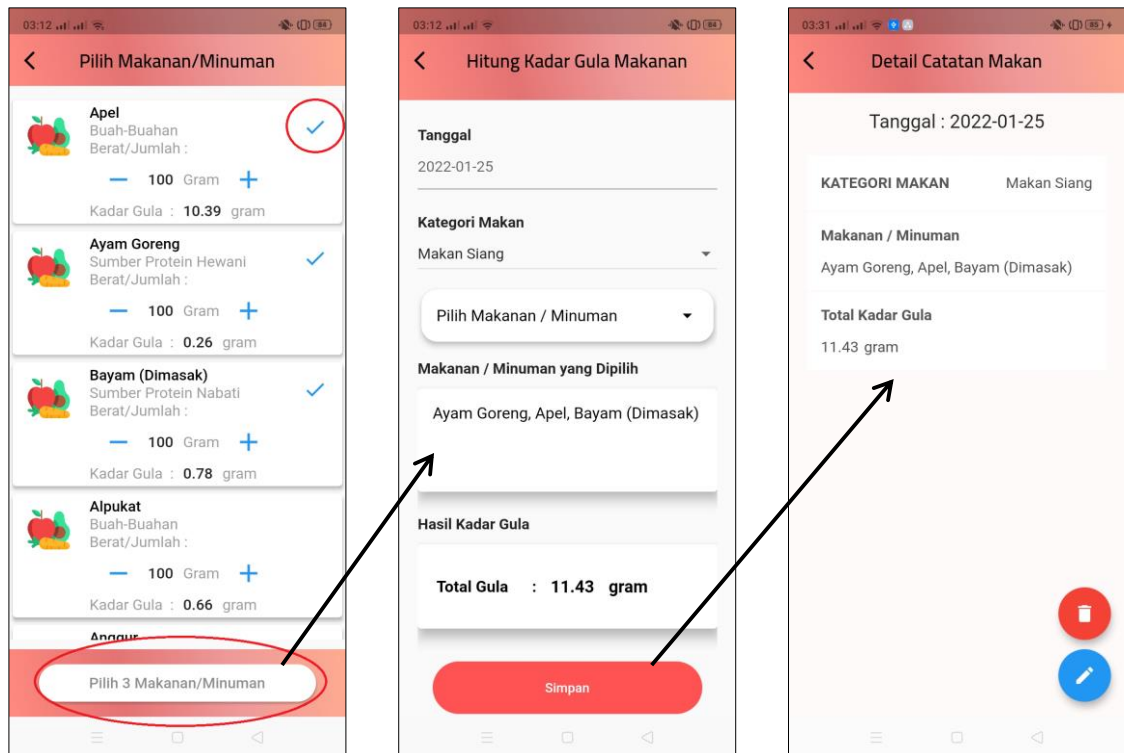 03:12
84
Pilih Makanan/Minuman
Apel
Buah-Buahan
Berat/Jumlah :
100 Gram
Kadar Gula : 10.39 gram
Ayam Goreng
Sumber Protein Hewani
Berat/Jumlah :
100 Gram
Kadar Gula : 0.26 gram
Bayam (Dimasak)
Sumber Protein Nabati
Berat/Jumlah :
100 Gram
Kadar Gula : 0.78 gram
Alpukat
Buah-Buahan
Berat/Jumlah :
100 Gram
Kadar Gula : 0.66 gram
Anggur
Pilih 3 Makanan/Minuman
03:12
84
Hitung Kadar Gula Makanan
Tanggal
2022-01-25
Kategori Makan
Makan Siang
Pilih Makanan / Minuman
Makanan / Minuman yang Dipilih
Ayam Goreng, Apel, Bayam (Dimasak)
Hasil Kadar Gula
Total Gula : 11.43 gram
Simpan
03:31
85
Detail Catatan Makan
Tanggal : 2022-01-25
KATEGORI MAKAN Makan Siang
Makanan / Minuman
Ayam Goreng, Apel, Bayam (Dimasak)
Total Kadar Gula
11.43 gram